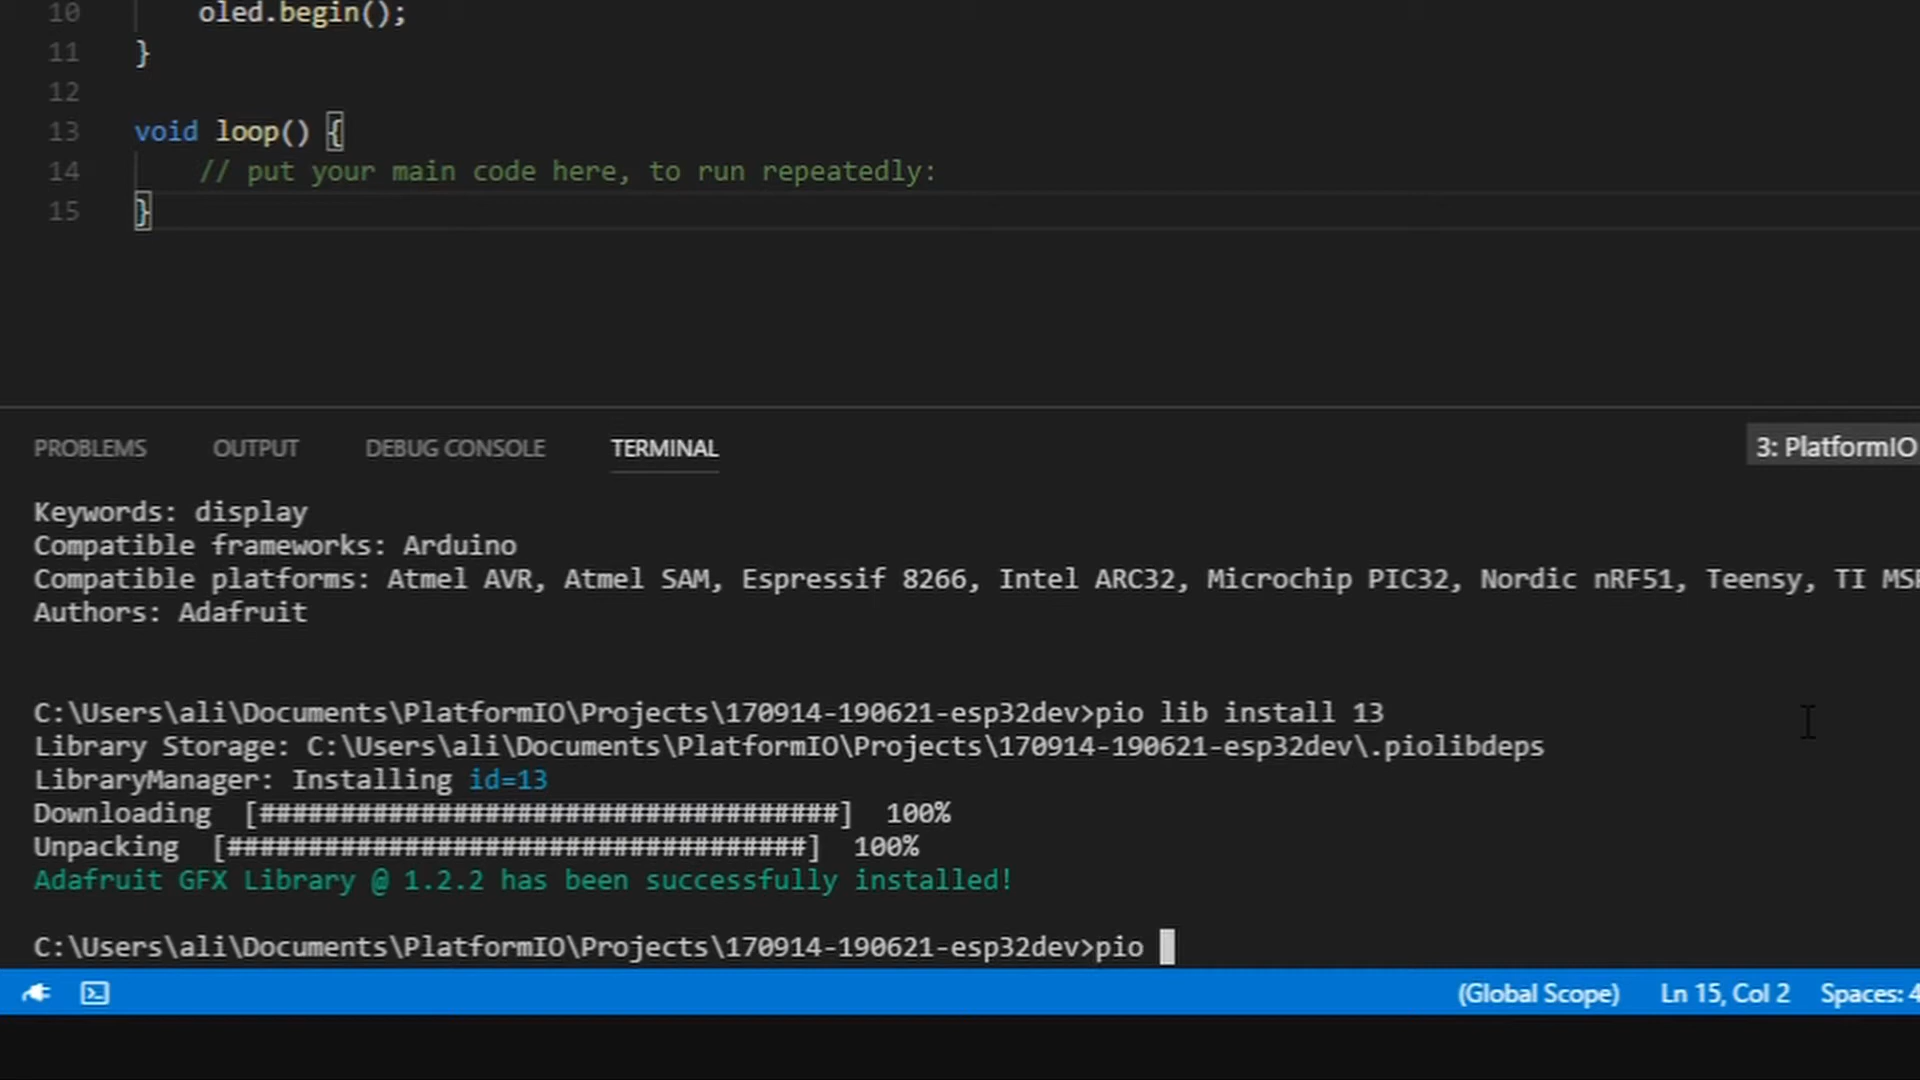 10 oled.begin();
11 }
12
13 void loop() {
14 // put your main code here, to run repeatedly:
15 }
PROBLEMS OUTPUT DEBUG CONSOLE TERMINAL 3: PlatformIO
Keywords: display
Compatible frameworks: Arduino
Compatible platforms: Atmel AVR, Atmel SAM, Espressif 8266, Intel ARC32, Microchip PIC32, Nordic nRF51, Teensy, TI MSP
Authors: Adafruit
C:\Users\ali\Documents\PlatformIO\Projects\170914-190621-esp32dev>pio lib install 13
Library Storage: C:\Users\ali\Documents\PlatformIO\Projects\170914-190621-esp32dev\.piolibdeps
LibraryManager: Installing id=13
Downloading [####################################] 100%
Unpacking [####################################] 100%
Adafruit GFX Library @ 1.2.2 has been successfully installed!
C:\Users\ali\Documents\PlatformIO\Projects\170914-190621-esp32dev>pio
(Global Scope) Ln 15, Col 2 Spaces: 4